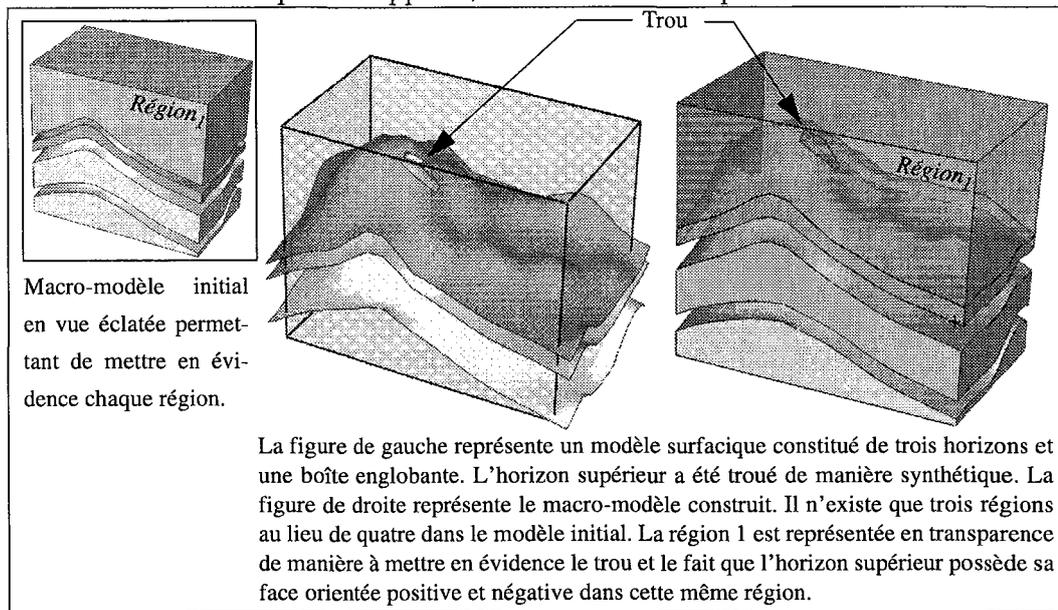 Trou
Région1
Région1
Macro-modèle initial
en vue éclatée permet-
tant de mettre en évi-
dence chaque région.
La figure de gauche représente un modèle surfacique constitué de trois horizons et
une boîte englobante. L'horizon supérieur a été troué de manière synthétique. La
figure de droite représente le macro-modèle construit. Il n'existe que trois régions
au lieu de quatre dans le modèle initial. La région 1 est représentée en transparence
de manière à mettre en évidence le trou et le fait que l'horizon supérieur possède sa
face orientée positive et négative dans cette même région.